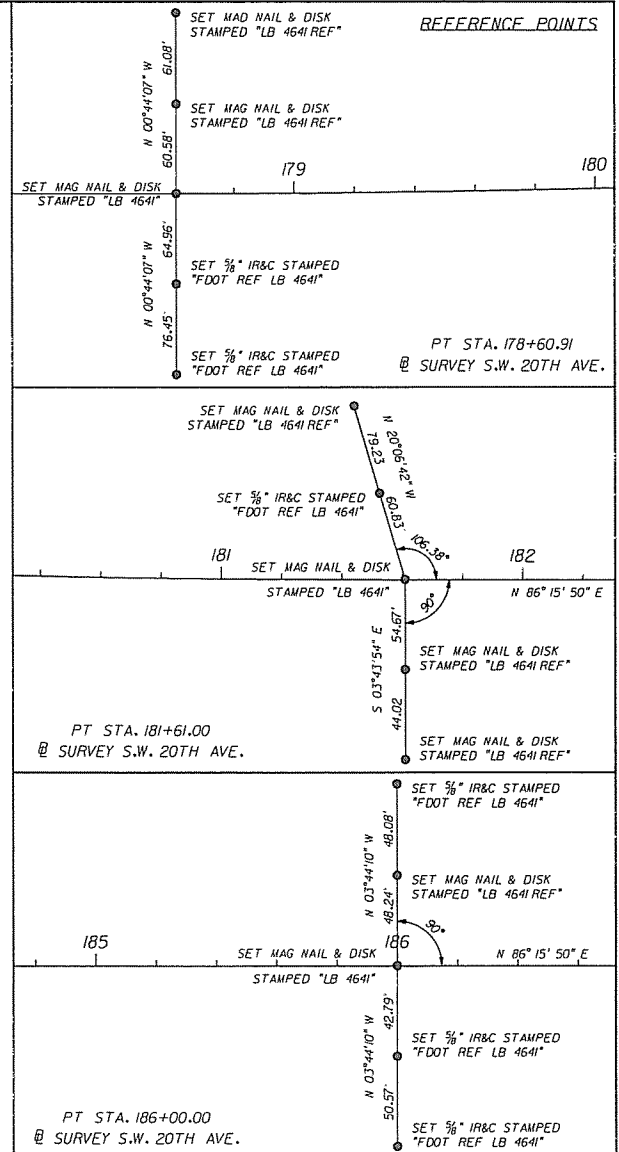 REFERENCE POINTS
SET MAD NAIL & DISK
STAMPED "LB 4641 REF"
N 00°44'07" W
61.08'
SET MAG NAIL & DISK
STAMPED "LB 4641 REF"
60.58'
179
180
SET MAG NAIL & DISK
STAMPED "LB 4641"
N 00°44'07" W
64.96'
SET 5/8" IR&C STAMPED
"FDOT REF LB 4641"
76.45'
SET 5/8" IR&C STAMPED
"FDOT REF LB 4641"
PT STA. 178+60.91
SURVEY S.W. 20TH AVE.
SET MAG NAIL & DISK
STAMPED "LB 4641 REF"
N 20°06'42" W
79.23
SET 5/8" IR&C STAMPED
"FDOT REF LB 4641"
60.83'
106.38°
181
182
SET MAG NAIL & DISK
STAMPED "LB 4641"
N 86°15'50" E
90°
S 03°43'54" E
54.67'
SET MAG NAIL & DISK
STAMPED "LB 4641 REF"
44.02
SET MAG NAIL & DISK
STAMPED "LB 4641 REF"
PT STA. 181+61.00
SURVEY S.W. 20TH AVE.
SET 5/8" IR&C STAMPED
"FDOT REF LB 4641"
N 03°44'10" W
48.08'
SET MAG NAIL & DISK
STAMPED "LB 4641 REF"
48.24'
90°
185
186
SET MAG NAIL & DISK
STAMPED "LB 4641"
N 86°15'50" E
N 03°44'10" W
42.79'
SET 5/8" IR&C STAMPED
"FDOT REF LB 4641"
50.57'
SET 5/8" IR&C STAMPED
"FDOT REF LB 4641"
PT STA. 186+00.00
SURVEY S.W. 20TH AVE.